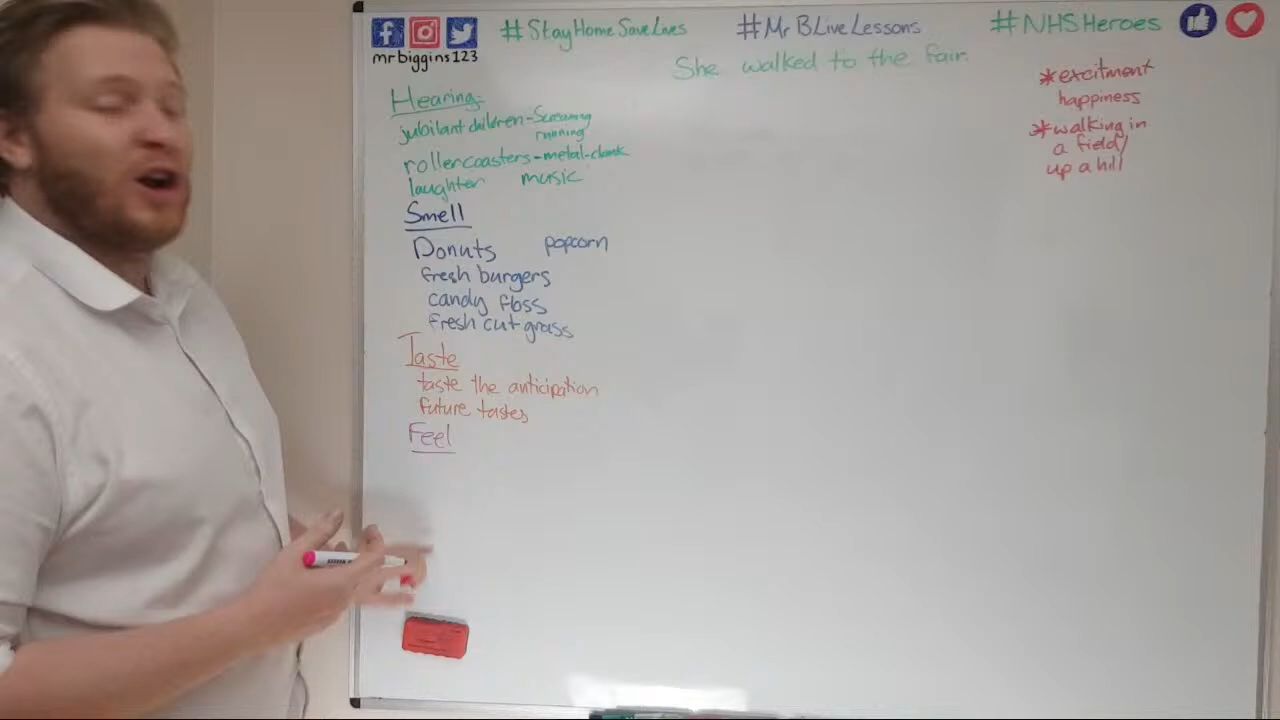 #StayHomeSaveLives #MrBLiveLessons #NHSHeroes
mrbiggins123
She walked to the fair.
Hearing:
jubilant children - Screaming
running
rollercoasters - metal-clank
laughter music
Smell
Donuts popcorn
fresh burgers
candy floss
fresh cut grass
Taste
taste the anticipation
future tastes
Feel
*excitment
happiness
*walking in
a field/
up a hill